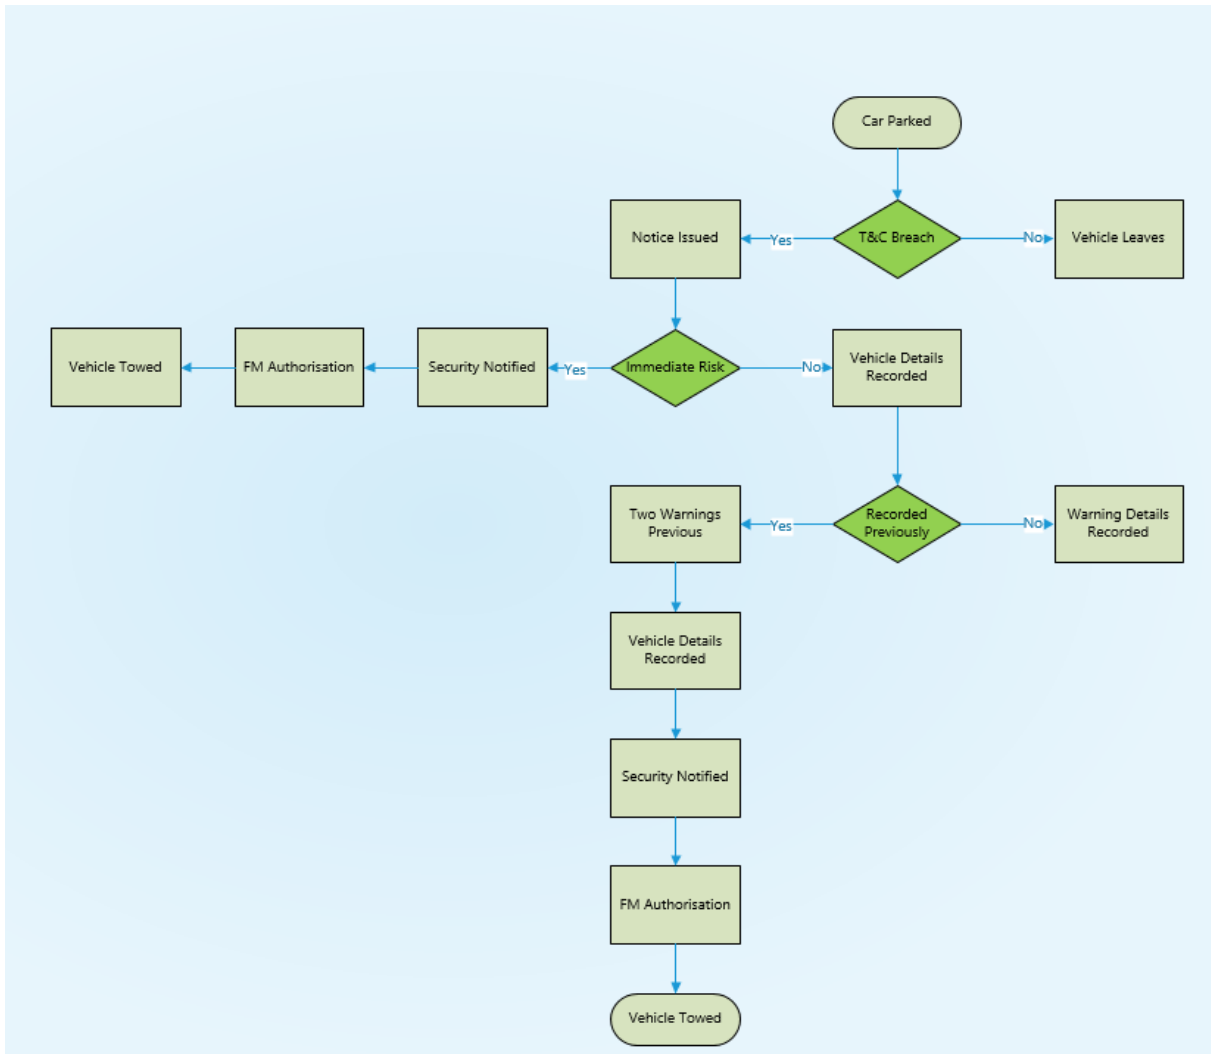 Car Parked
Notice Issued
Yes
T&C Breach
No
Vehicle Leaves
Vehicle Towed
FM Authorisation
Security Notified
Yes
Immediate Risk
No
Vehicle Details
Recorded
Two Warnings
Previous
Yes
Recorded
Previously
No
Warning Details
Recorded
Vehicle Details
Recorded
Security Notified
FM Authorisation
Vehicle Towed